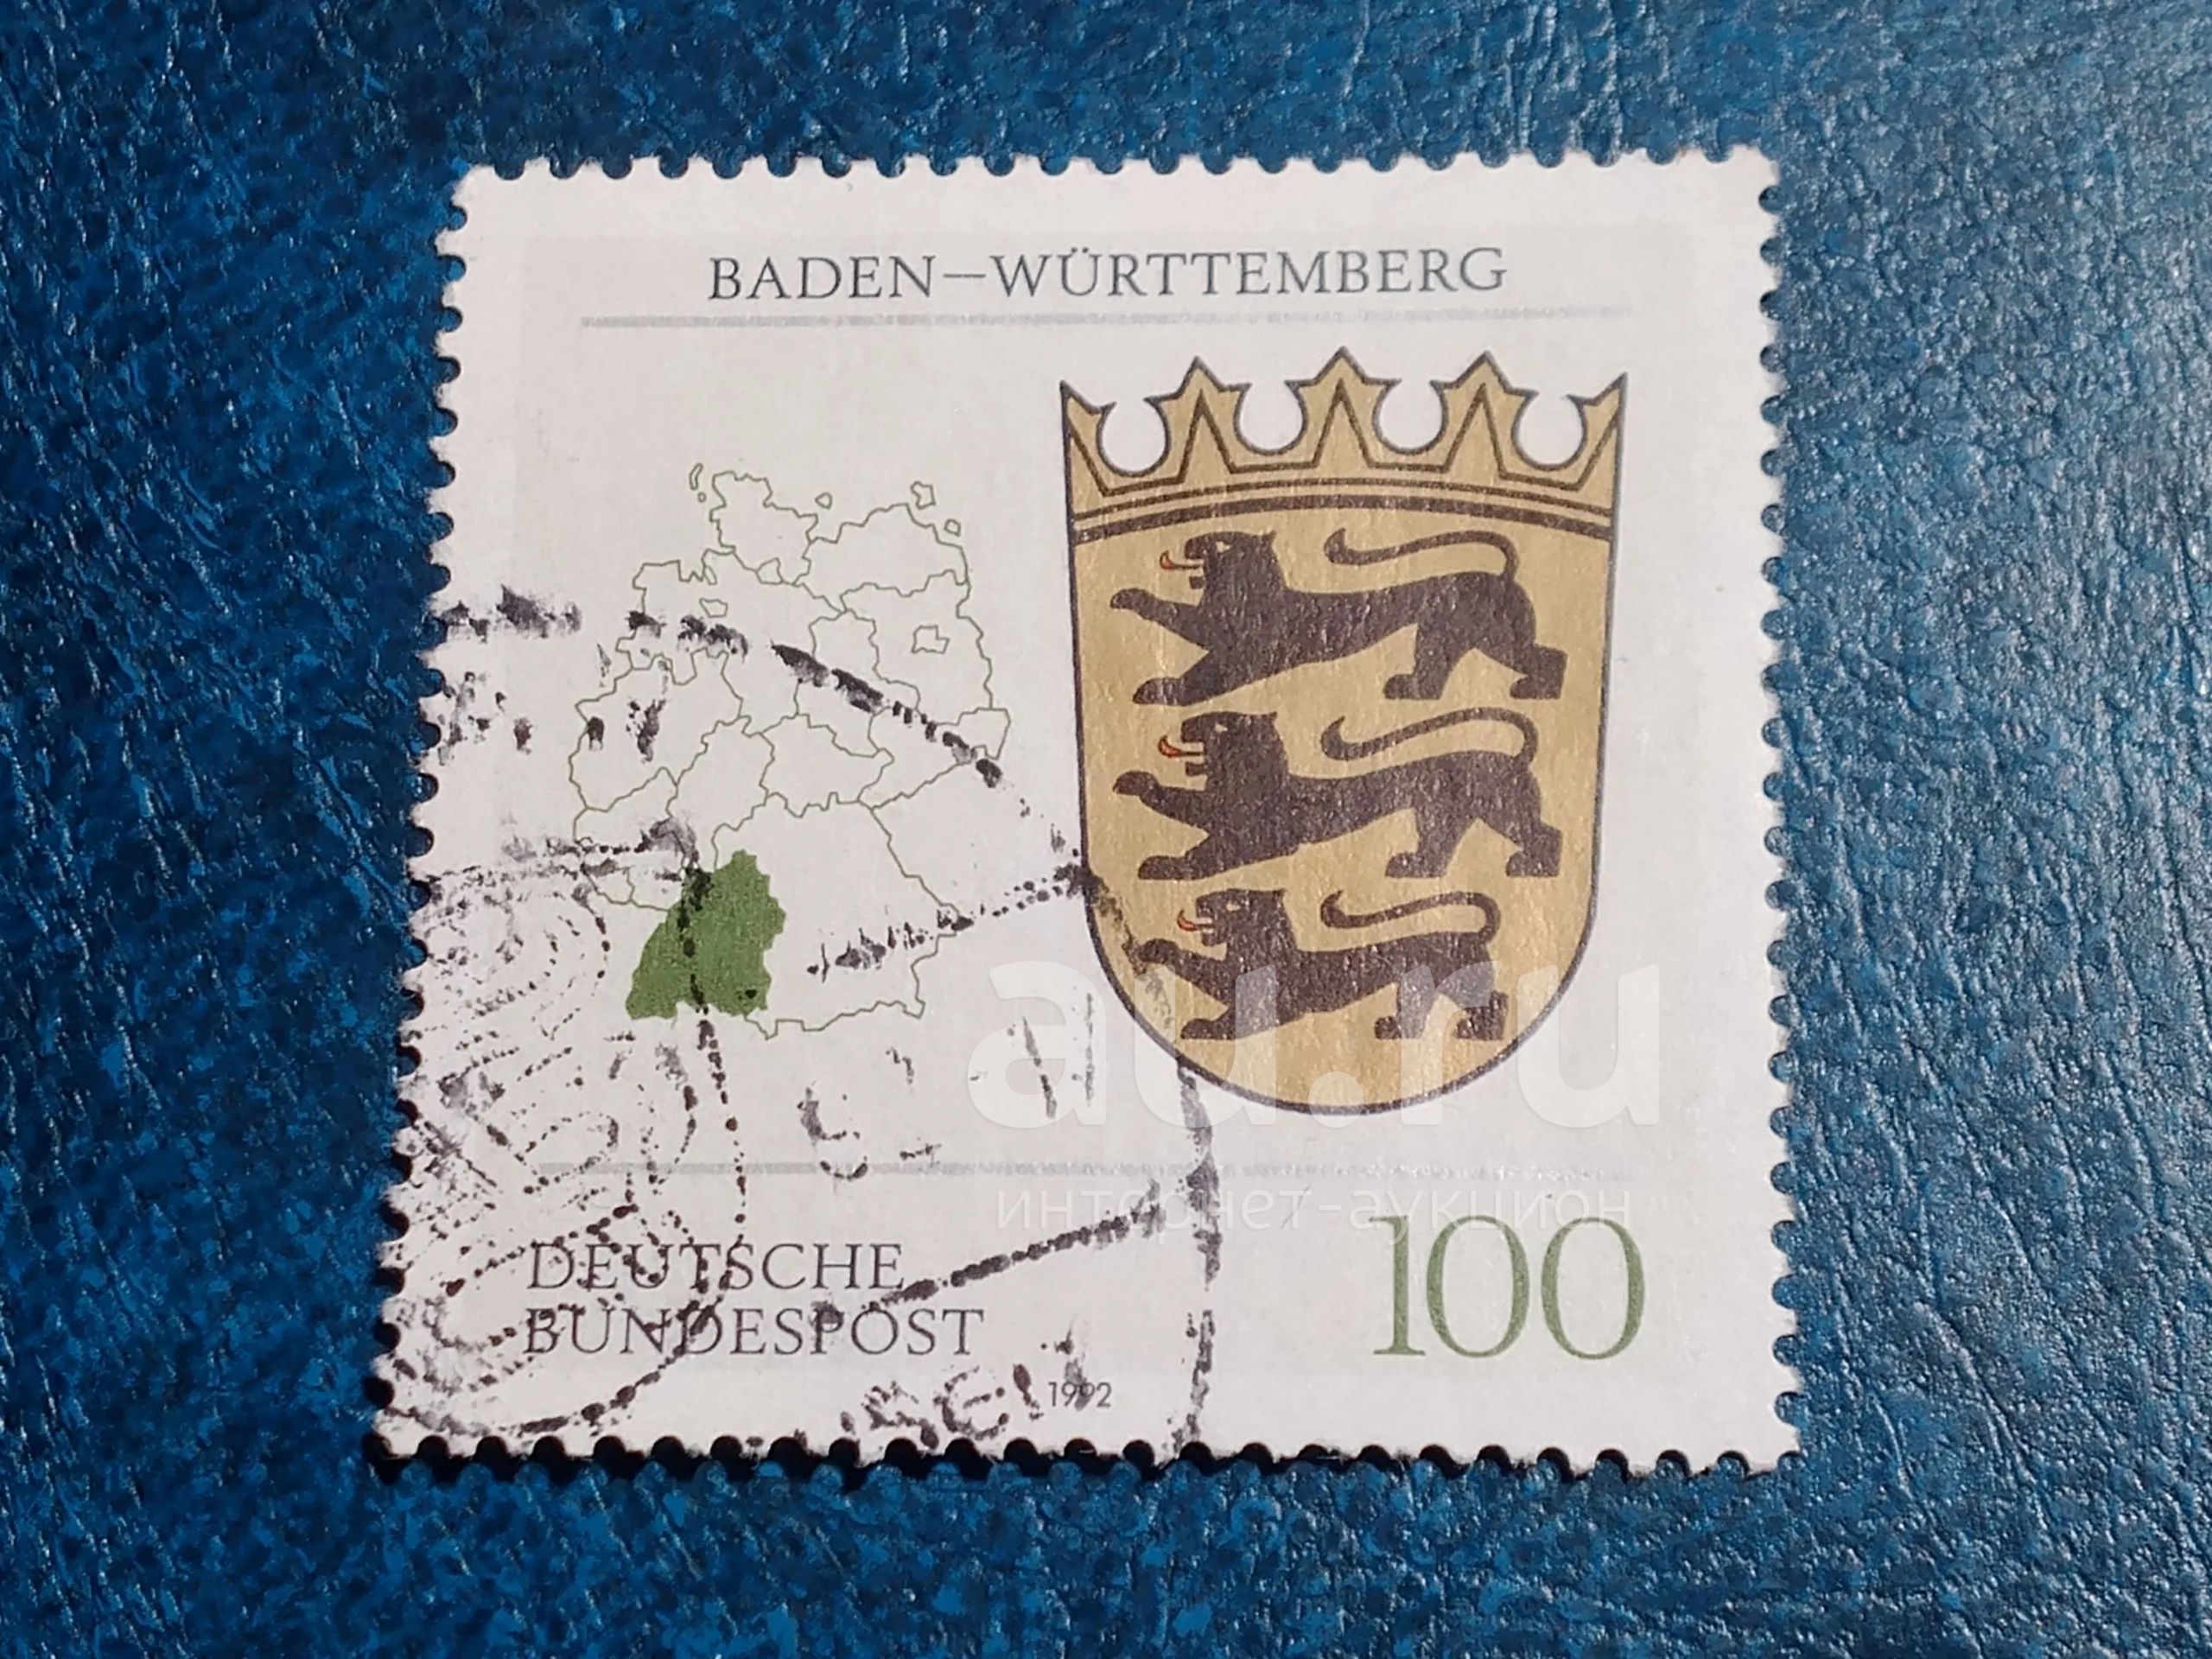 BADEN–WÜRTTEMBERG
au.ru
интернет-аукцион
100
DEUTSCHE
BUNDESPOST
1992